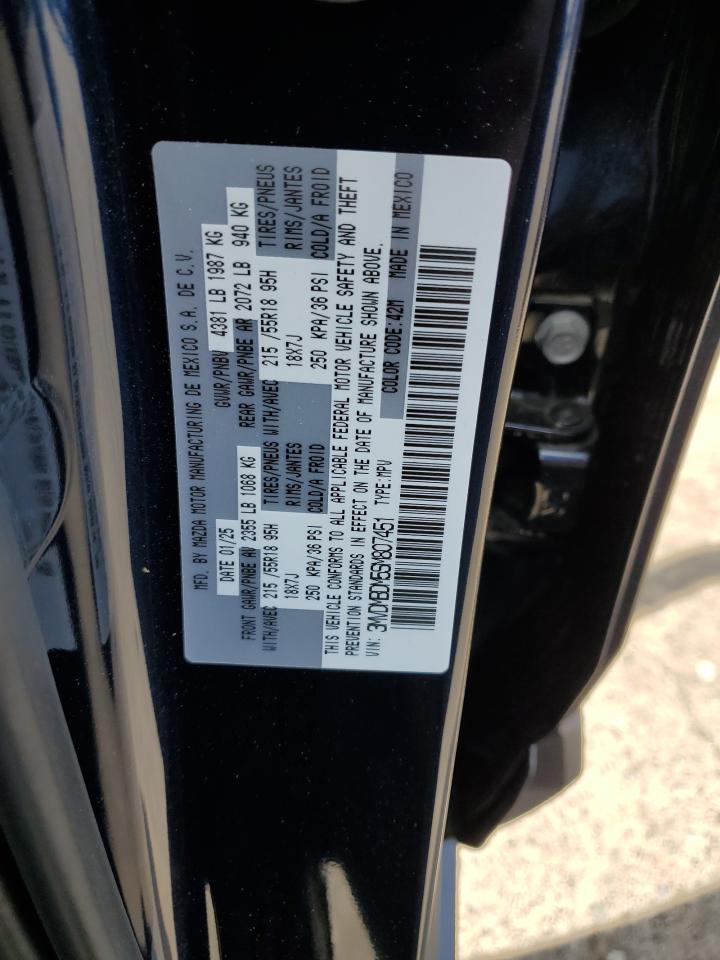 MFD. BY MAZDA MOTOR MANUFACTURING DE MEXICO S.A. DE C.V.
DATE 01/25 GVWR/PNBV 4381 LB 1987 KG
FRONT GAWR/PNBE AV 2355 LB 1068 KG REAR GAWR/PNBE AR 2072 LB 940 KG
WITH/AVEC 215 /55R18 95H TIRES/PNEUS WITH/AVEC 215 /55R18 95H TIRES/PNEUS
18X7J RIMS/JANTES 18X7J RIMS/JANTES
250 KPA/36 PSI COLD/A FROID 250 KPA/36 PSI COLD/A FROID
THIS VEHICLE CONFORMS TO ALL APPLICABLE FEDERAL MOTOR VEHICLE SAFETY AND THEFT
PREVENTION STANDARDS IN EFFECT ON THE DATE OF MANUFACTURE SHOWN ABOVE.
VIN: 3MVDMBDM5SM807451 TYPE:MPV COLOR CODE:42M MADE IN MEXICO